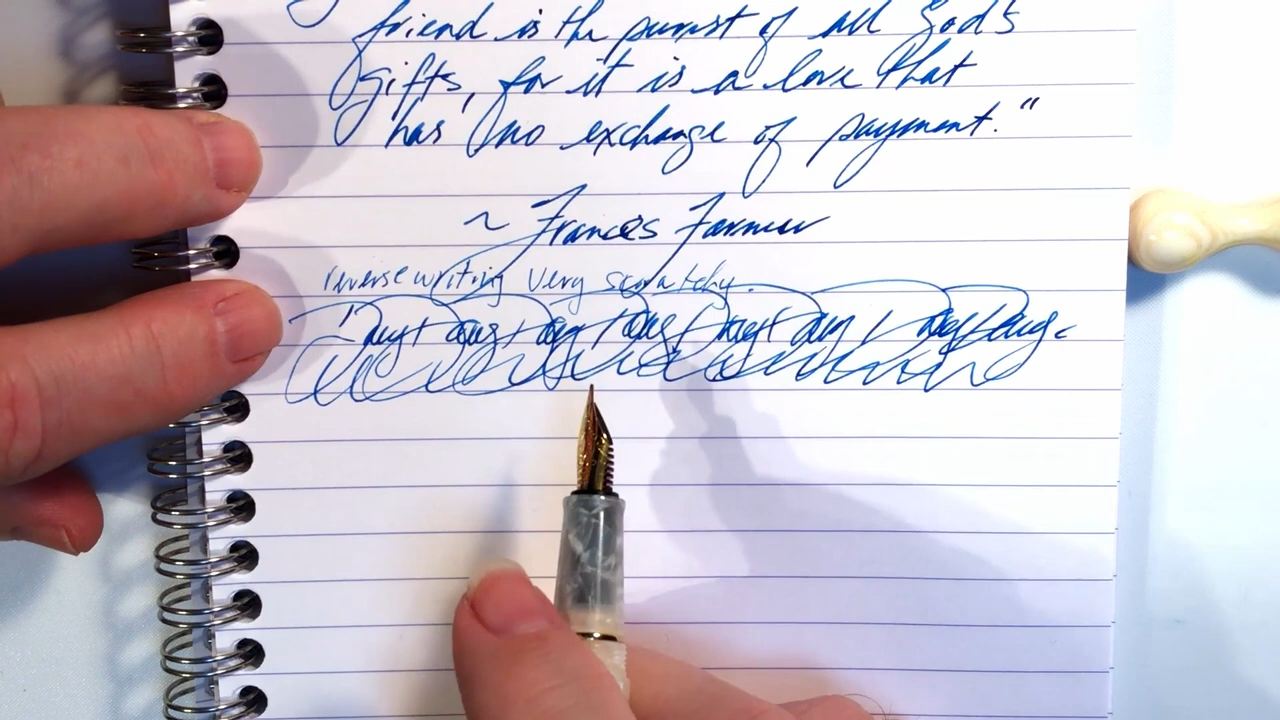 friend is the purest of all God's
gifts, for it is a love that
has no exchange of payment."
~ Frances Farmer
reverse writing very scratchy.